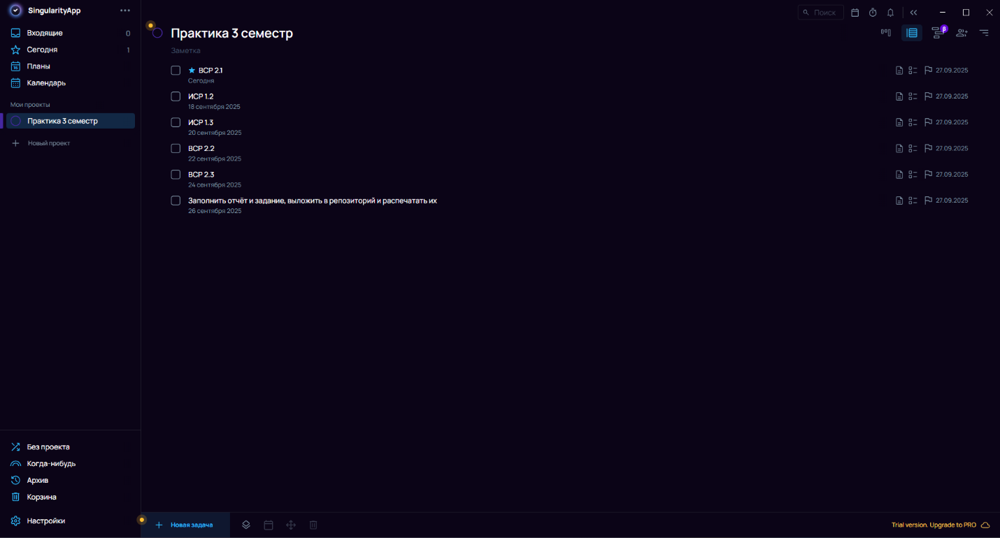 SingularityApp
Поиск
Входящие 0
Сегодня 1
16 Планы
Календарь
Мои проекты
Практика 3 семестр
Новый проект
Практика 3 семестр
β
Заметка
ВСР 2.1 27.09.2025
Сегодня
ИСР 1.2 27.09.2025
18 сентября 2025
ИСР 1.3 27.09.2025
20 сентября 2025
ВСР 2.2 27.09.2025
22 сентября 2025
ВСР 2.3 27.09.2025
24 сентября 2025
Заполнить отчёт и задание, выложить в репозиторий и распечатать их 27.09.2025
26 сентября 2025
Без проекта
Когда-нибудь
Архив
Корзина
Настройки
Новая задача
Trial version. Upgrade to PRO